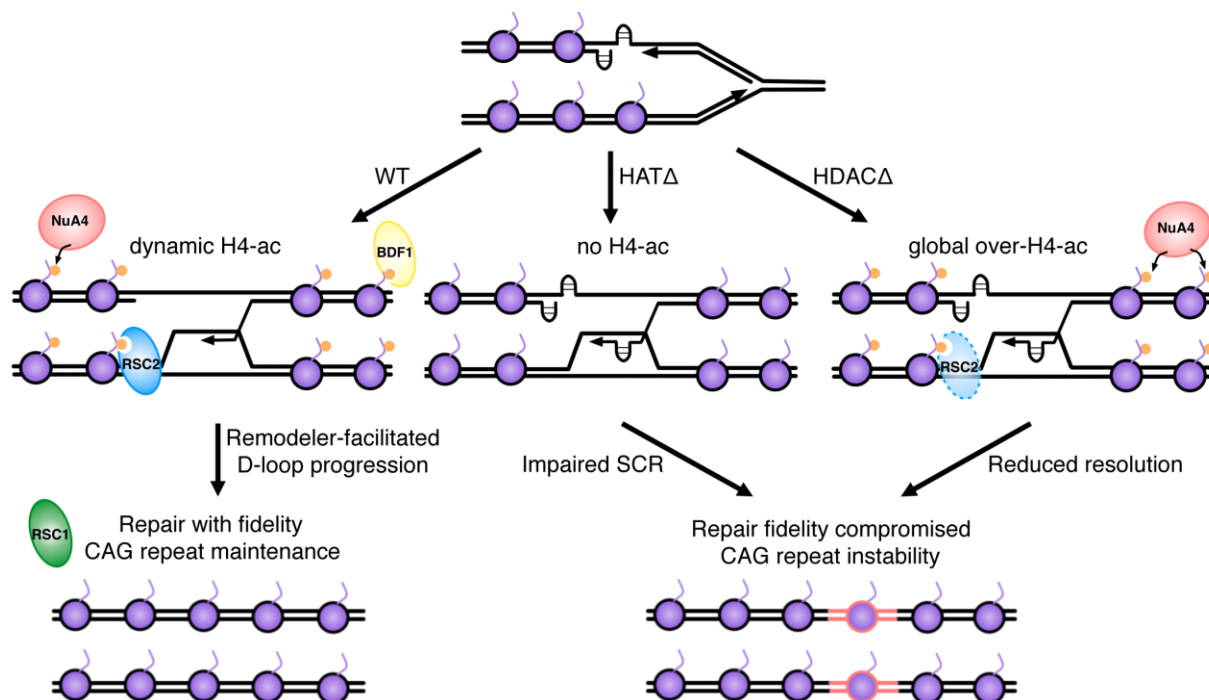 WT
HATΔ
HDACΔ
NuA4
dynamic H4-ac
BDF1
no H4-ac
global over-H4-ac
NuA4
RSC2
RSC2
Remodeler-facilitated
D-loop progression
Impaired SCR
Reduced resolution
RSC1
Repair with fidelity
CAG repeat maintenance
Repair fidelity compromised
CAG repeat instability